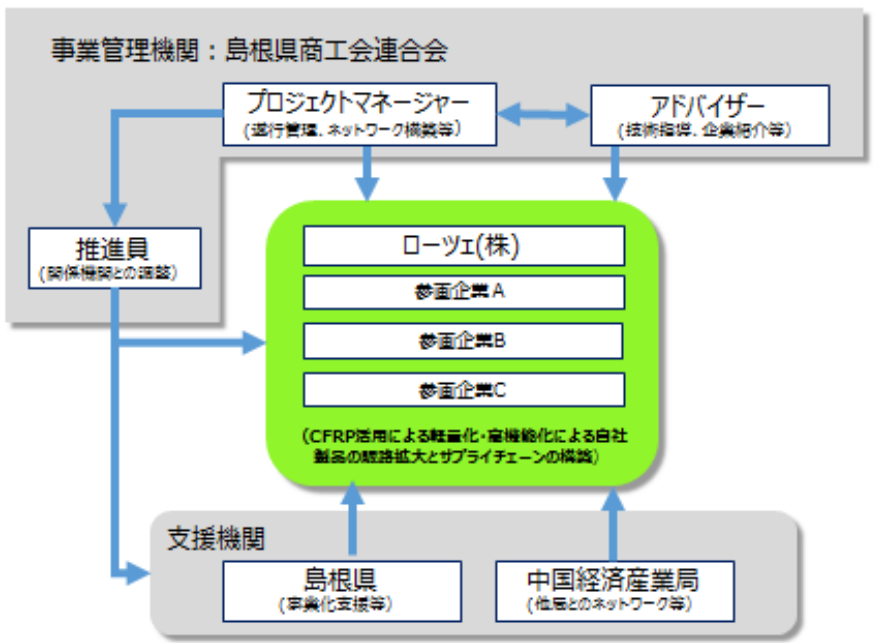 事業管理機関：島根県商工会連合会
プロジェクトマネージャー
(遂行管理、ネットワーク構築等)
アドバイザー
(技術指導、企業紹介等)
推進員
(関係機関との調整)
ローツェ(株)
参画企業A
参画企業B
参画企業C
(CFRP活用による軽量化・高機能化による自社
製品の販路拡大とサプライチェーンの構築)
支援機関
島根県
(事業化支援等)
中国経済産業局
(他局とのネットワーク等)